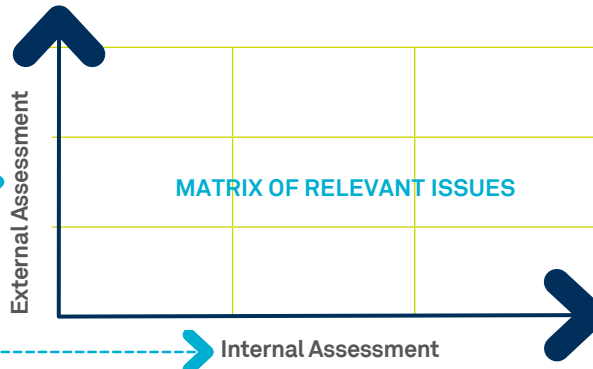 External Assessment
MATRIX OF RELEVANT ISSUES
Internal Assessment